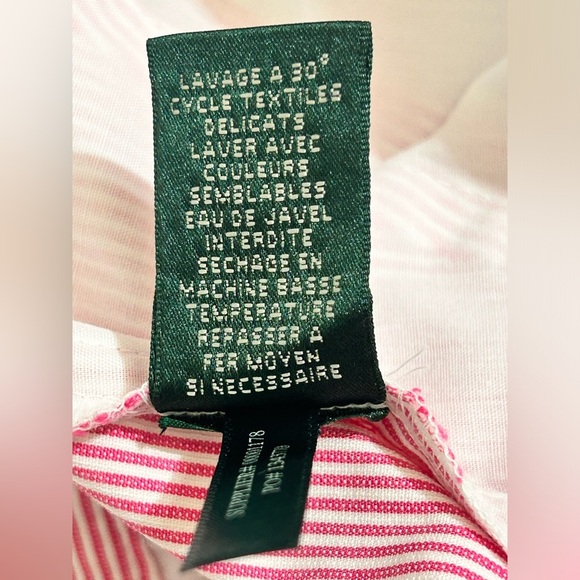 LAVAGE A 30°
CYCLE TEXTILES
DELICATS
LAVER AVEC
COULEURS
SEMBLABLES
EAU DE JAVEL
INTERDITE
SECHAGE EN
MACHINE BASSE
TEMPERATURE
REPASSER A
FER MOYEN
SI NECESSAIRE